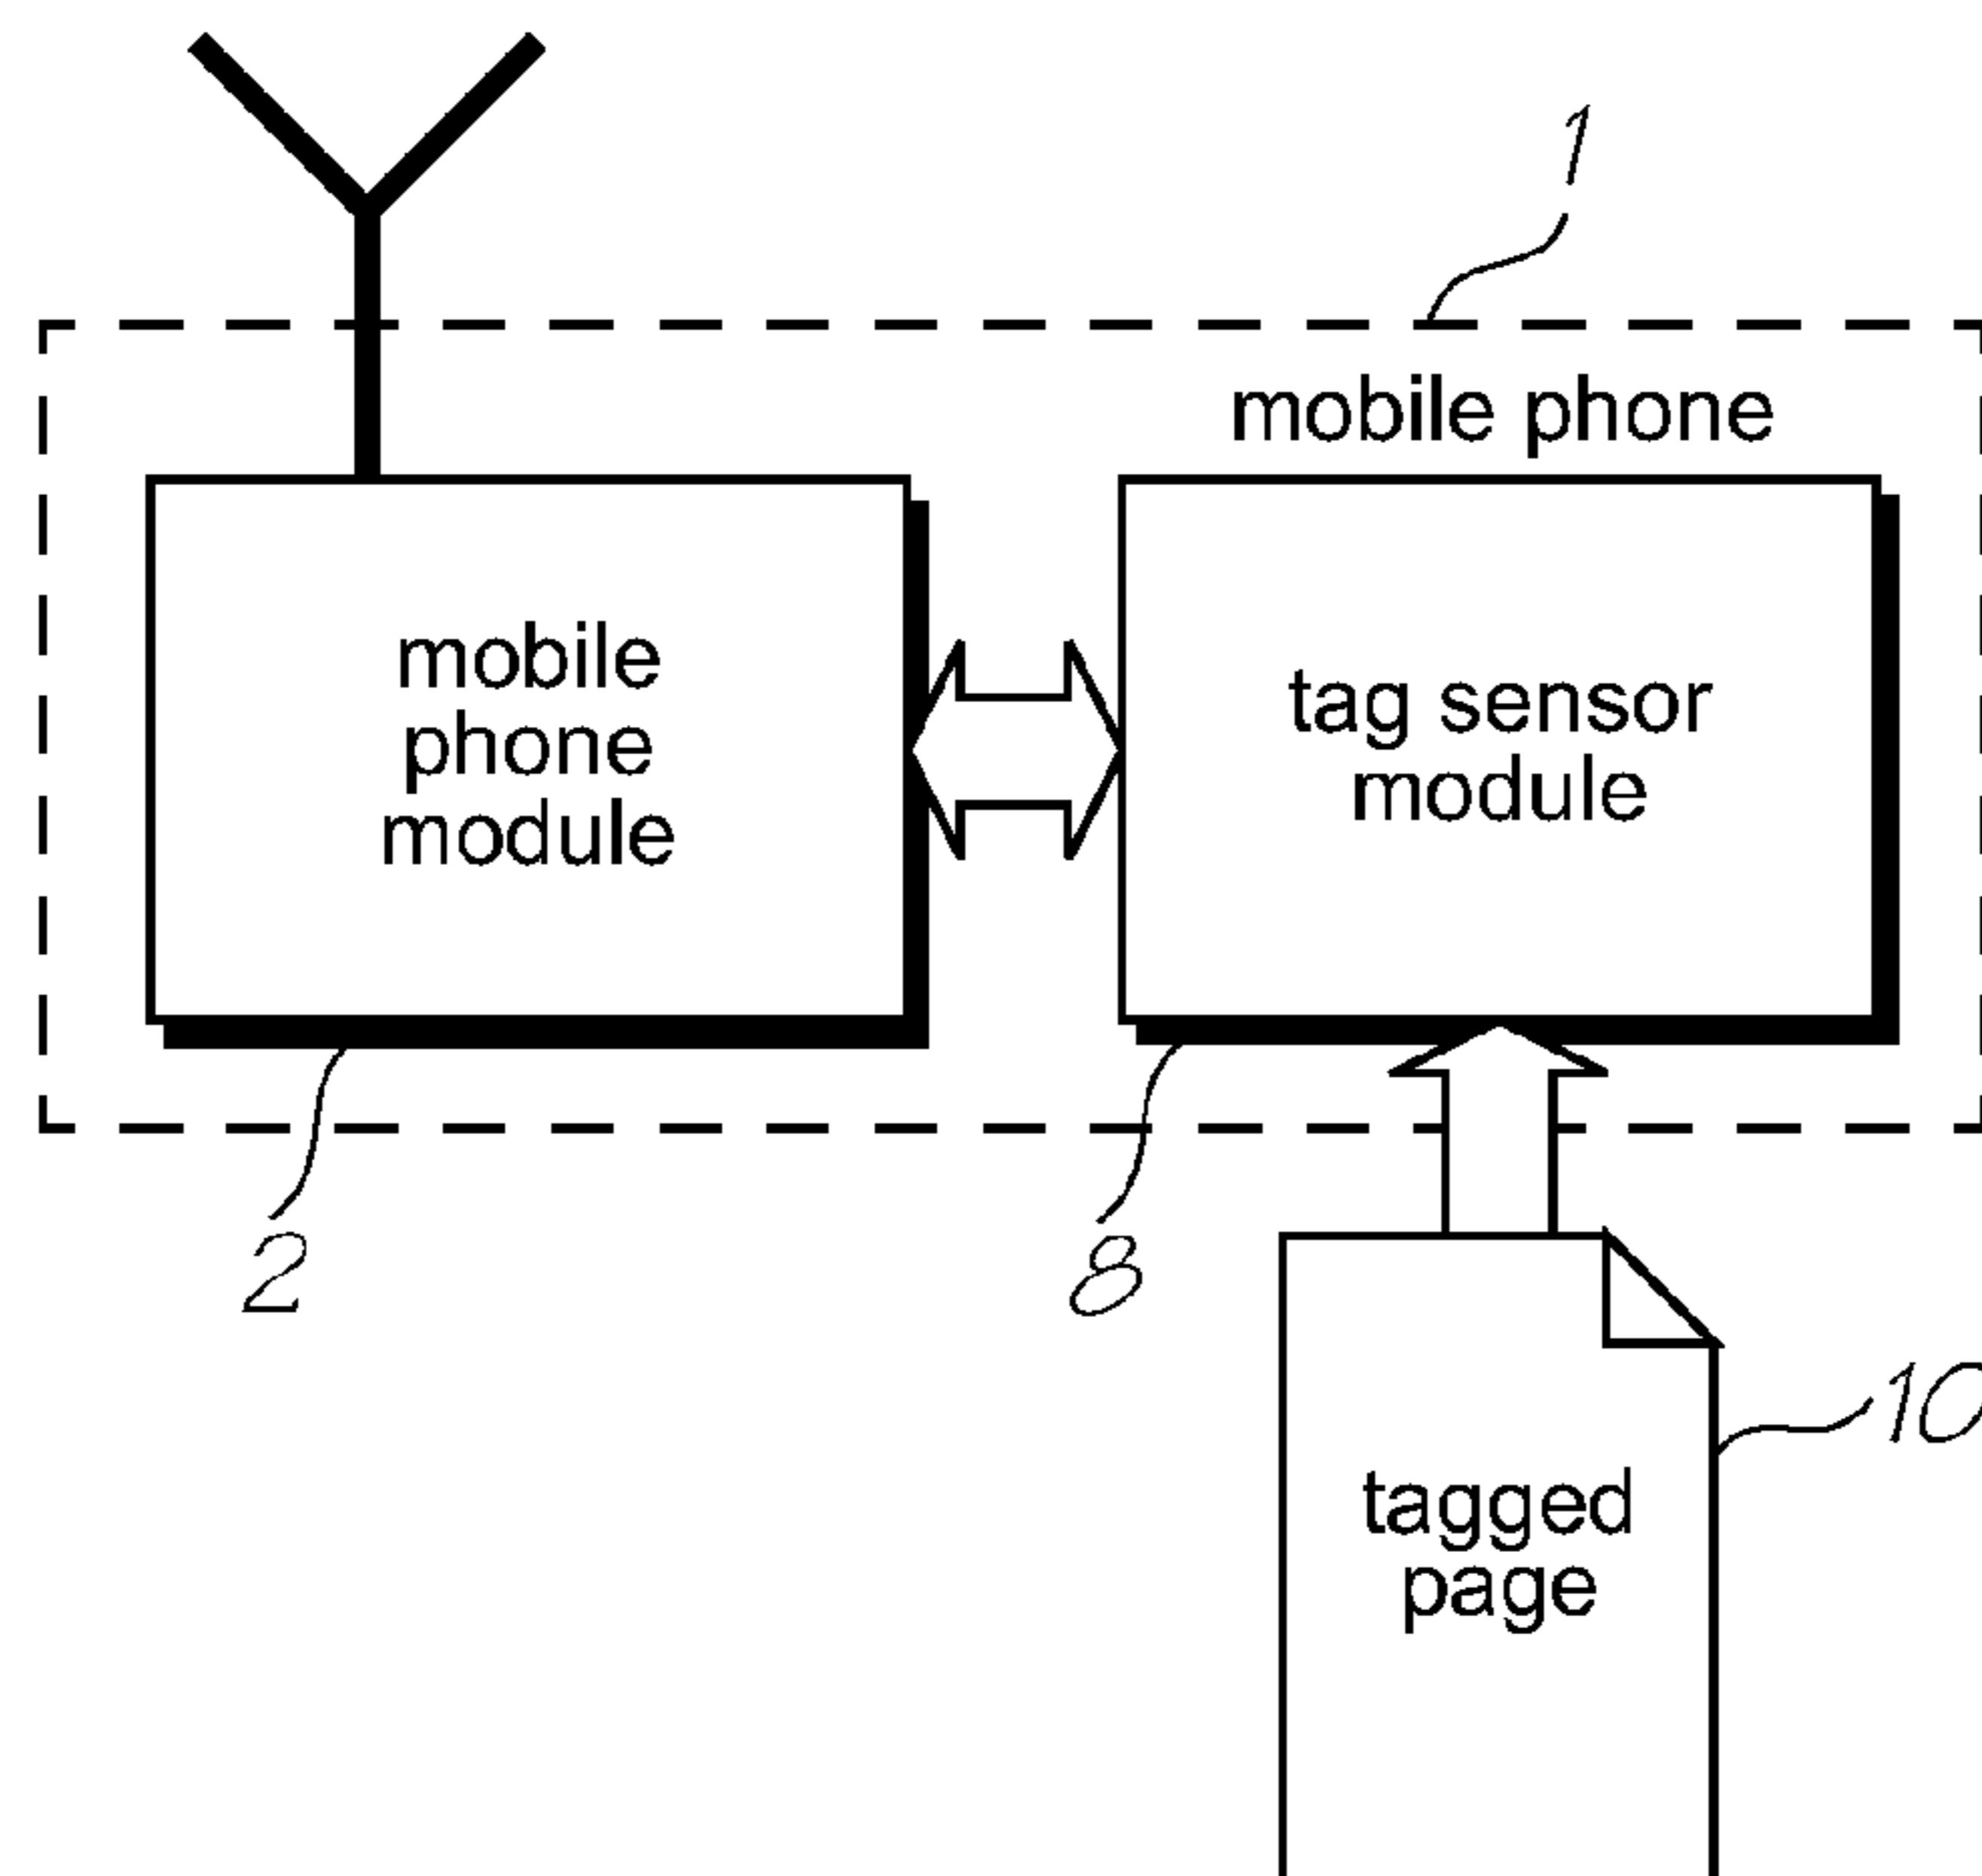 1
mobile phone
mobile
phone
module
tag sensor
module
2
8
10
tagged
page